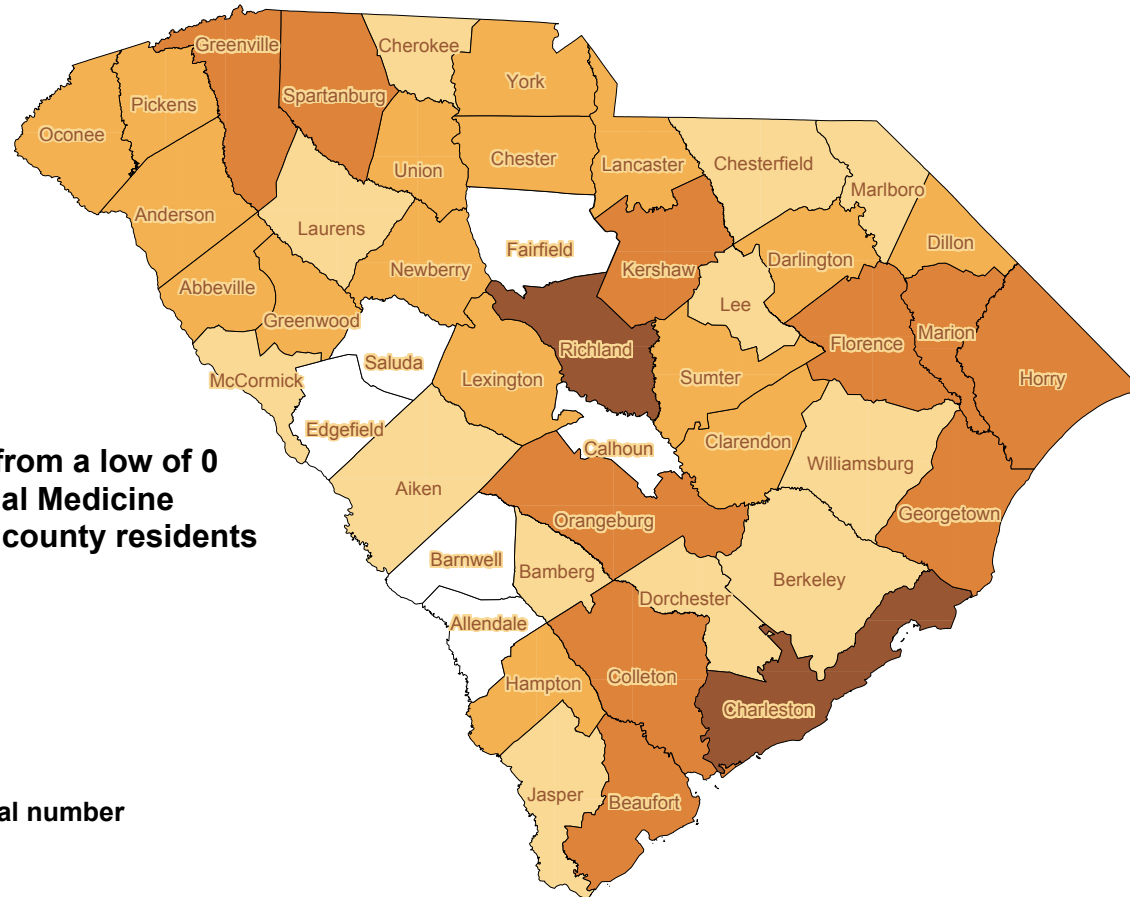 Greenville
Cherokee
York
Pickens
Spartanburg
Oconee
Chester
Union
Lancaster
Chesterfield
Marlboro
Anderson
Laurens
Fairfield
Dillon
Newberry
Kershaw
Darlington
Abbeville
Lee
Greenwood
Marion
Florence
Richland
Saluda
McCormick
Lexington
Sumter
Horry
Edgefield
Calhoun
Clarendon
from a low of 0
Williamsburg
Aiken
al Medicine
Georgetown
Orangeburg
county residents
Barnwell
Bamberg
Berkeley
Dorchester
Allendale
Colleton
Hampton
Charleston
Jasper
Beaufort
al number